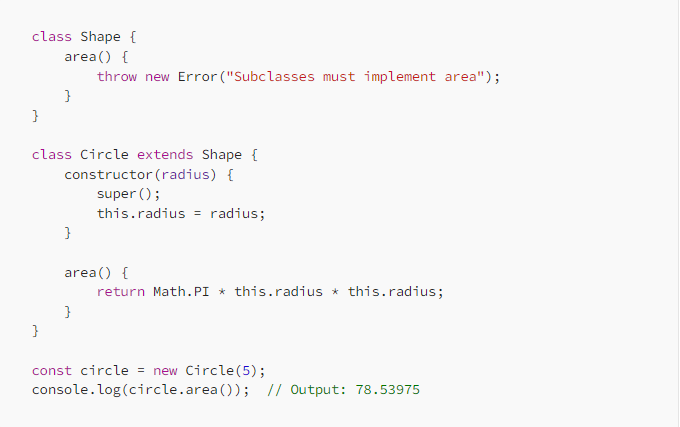 class Shape {
    area() {
        throw new Error("Subclasses must implement area");
    }
}

class Circle extends Shape {
    constructor(radius) {
        super();
        this.radius = radius;
    }

    area() {
        return Math.PI * this.radius * this.radius;
    }
}

const circle = new Circle(5);
console.log(circle.area());  // Output: 78.53975